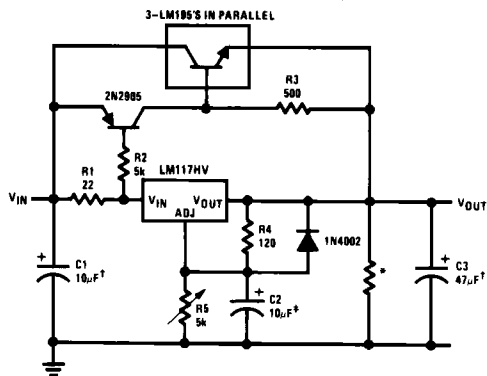 3–LM195'S IN PARALLEL
2N2905
R3
500
R1
22
R2
5k
LM117HV
VIN
VIN
VOUT
ADJ
VOUT
R4
120
1N4002
*
C1
10µF†
+
R5
5k
C2
10µF‡
+
C3
47µF†
+